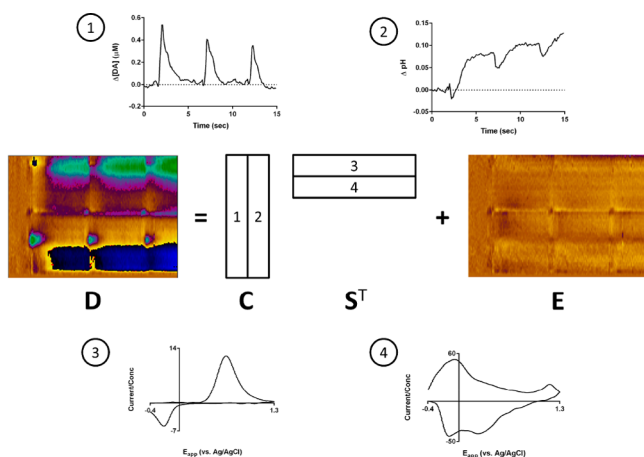 1
Δ[DA] (μM)
0.6
0.4
0.2
0.0
-0.2
0
5
10
15
Time (sec)
2
Δ pH
0.15
0.10
0.05
0.00
-0.05
0
5
10
15
Time (sec)
D
=
1 2
C
3
4
Sᵀ
+
E
3
Current/Conc
14
-7
-0.4
1.3
Eapp (vs. Ag/AgCl)
4
Current/Conc
60
-50
-0.4
1.3
Eapp (vs. Ag/AgCl)